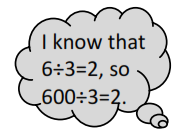 I know that
6÷3=2, so
600÷3=2.